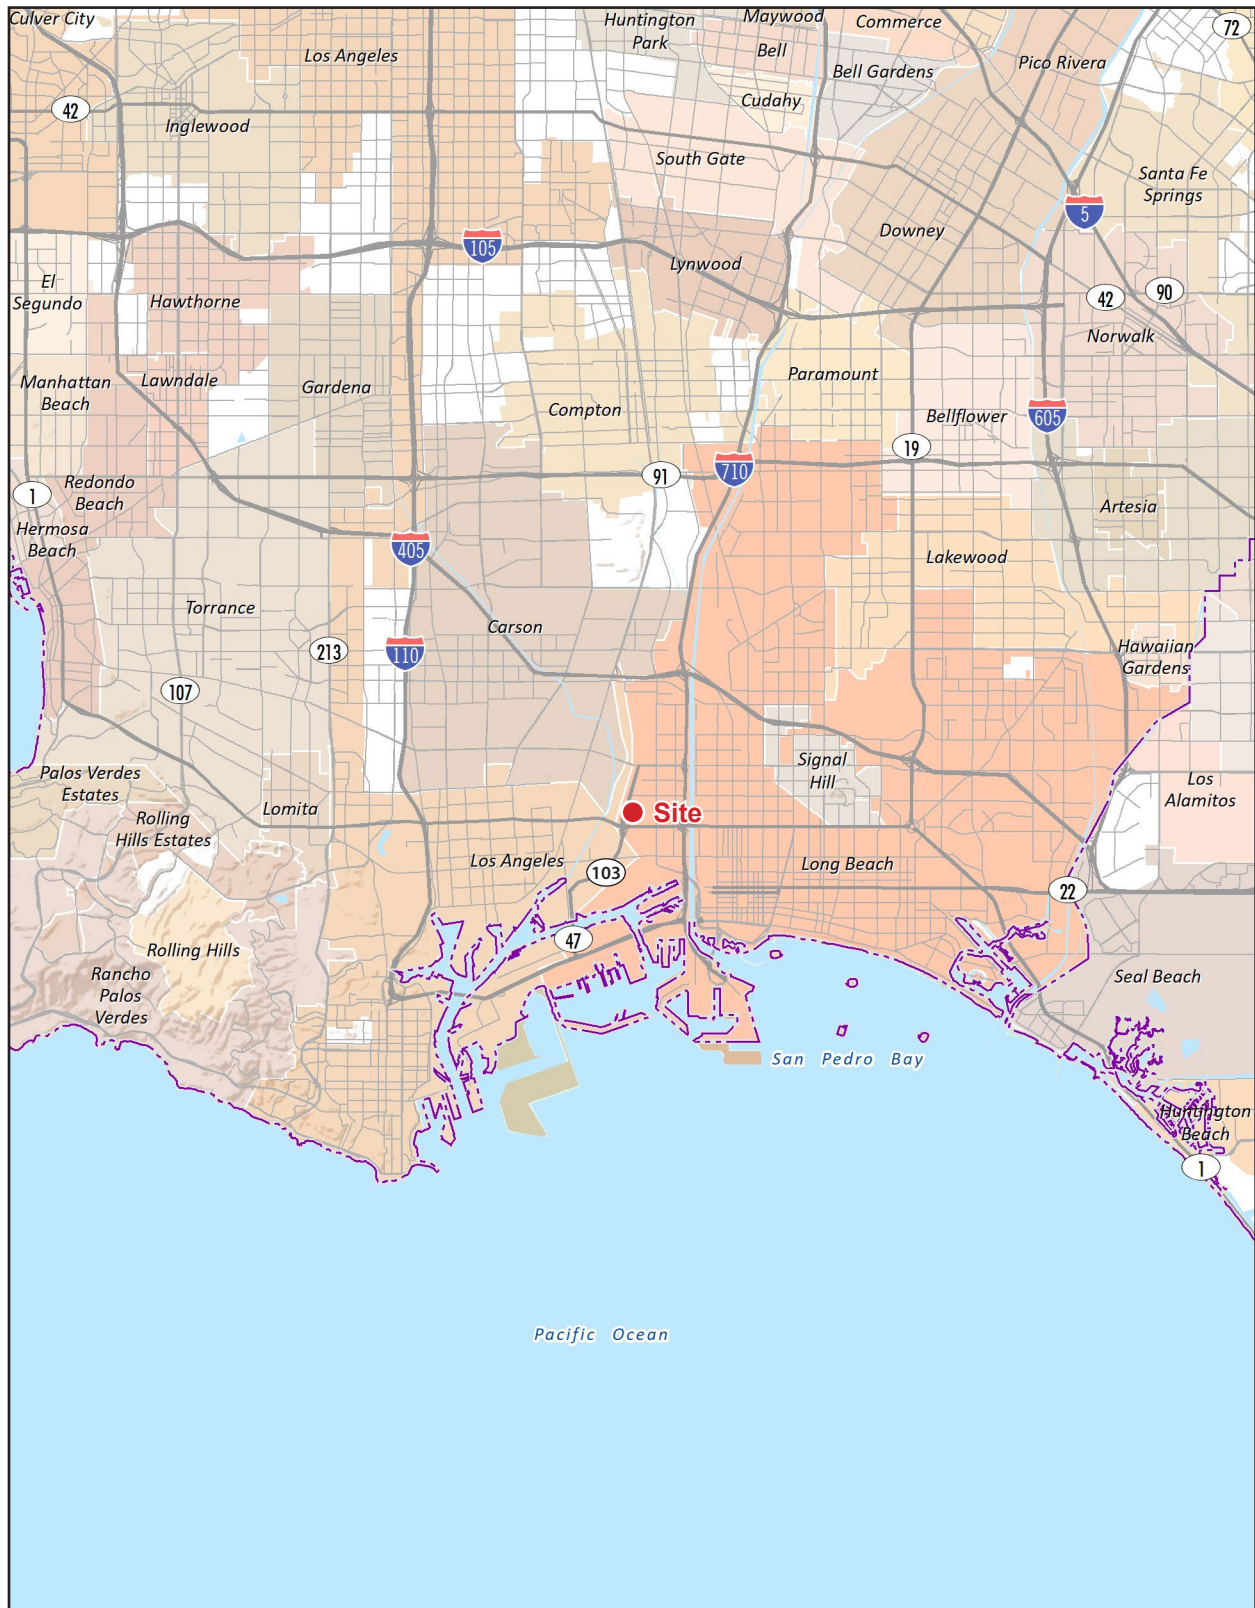 Culver City
Los Angeles
Huntington
Park
Maywood
Bell
Commerce
72
Bell Gardens
Pico Rivera
Cudahy
42
Inglewood
South Gate
Santa Fe
Springs
5
Downey
105
Lynwood
El
Segundo
Hawthorne
42
90
Norwalk
Manhattan
Beach
Lawndale
Gardena
Paramount
Compton
Bellflower
605
19
91
710
Redondo
Beach
1
Artesia
Hermosa
Beach
405
Lakewood
Torrance
Carson
213
110
Hawaiian
Gardens
107
Signal
Hill
Palos Verdes
Estates
Los
Alamitos
Lomita
Site
Rolling
Hills Estates
Los Angeles
Long Beach
103
22
47
Rolling Hills
Rancho
Palos
Verdes
Seal Beach
San Pedro Bay
Huntington
Beach
1
Pacific Ocean